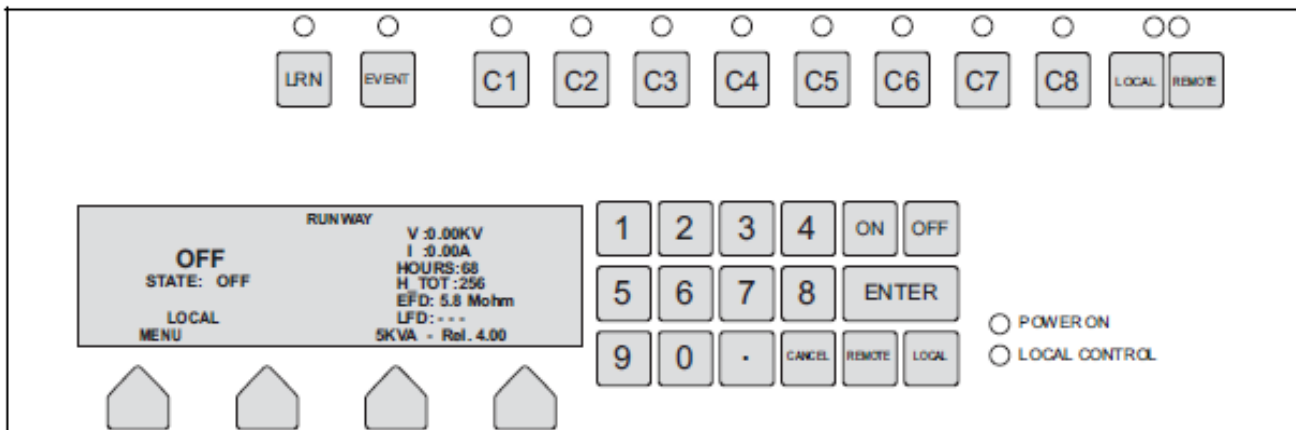 LRN EVENT C1 C2 C3 C4 C5 C6 C7 C8 LOCAL REMOTE
RUNWAY
V :0.00KV
OFF
I :0.00A
STATE: OFF
HOURS:68
H_TOT:256
EFD: 5.8 Mohm
LOCAL
LFD:- - -
MENU
5KVA - Rel. 4.00
1 2 3 4 ON OFF
5 6 7 8 ENTER
9 0 . CANCEL REMOTE LOCAL
POWER ON
LOCAL CONTROL